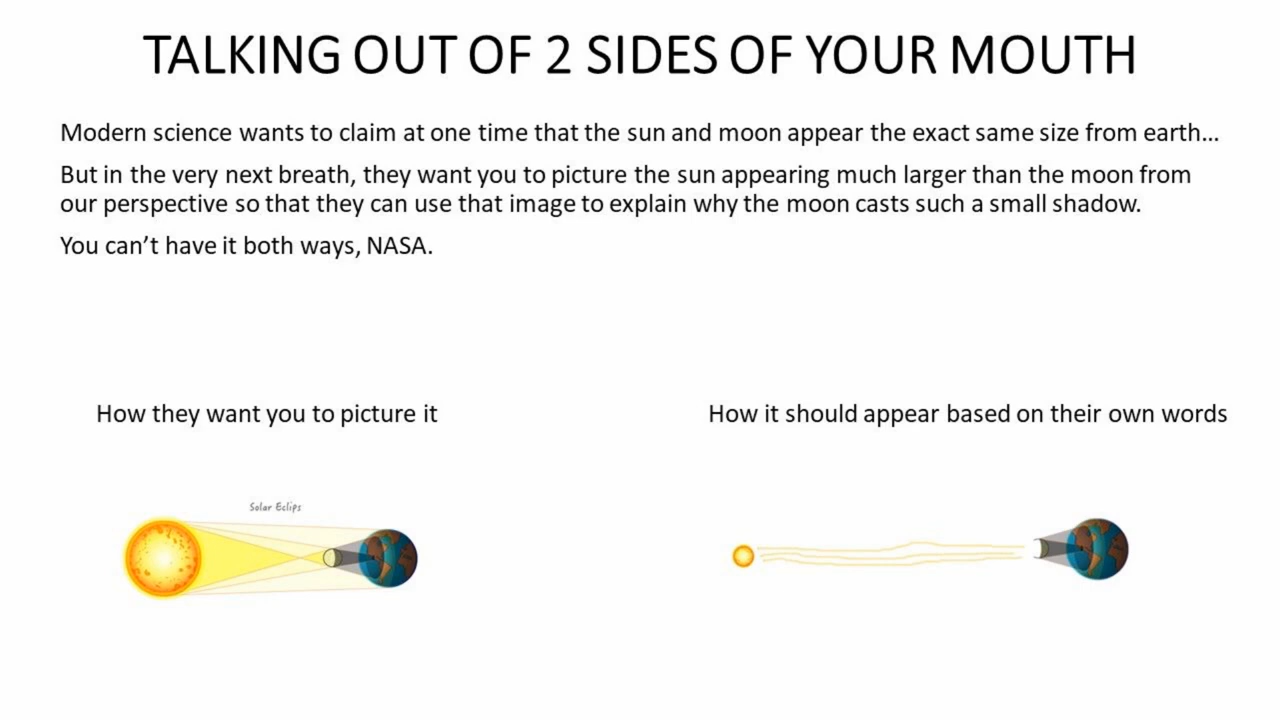 TALKING OUT OF 2 SIDES OF YOUR MOUTH
Modern science wants to claim at one time that the sun and moon appear the exact same size from earth…
But in the very next breath, they want you to picture the sun appearing much larger than the moon from
our perspective so that they can use that image to explain why the moon casts such a small shadow.
You can’t have it both ways, NASA.
How they want you to picture it
How it should appear based on their own words
Solar Eclips